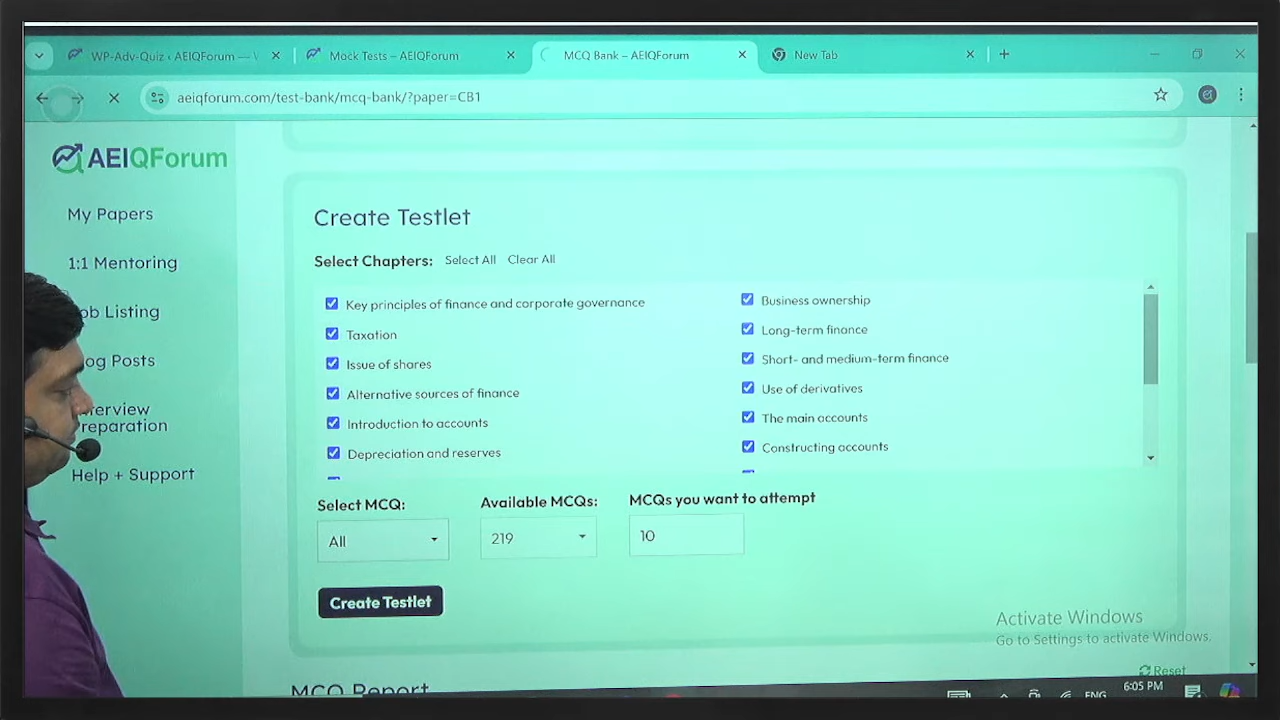 WP-Adv-Quiz ‹ AEIQForum —
Mock Tests – AEIQForum
MCQ Bank – AEIQForum
New Tab
aeiqforum.com/test-bank/mcq-bank/?paper=CB1
AEIQForum
My Papers
1:1 Mentoring
ob Listing
og Posts
erview
reparation
Help + Support
Create Testlet
Select Chapters: Select All Clear All
Key principles of finance and corporate governance
Business ownership
Taxation
Long-term finance
Issue of shares
Short- and medium-term finance
Alternative sources of finance
Use of derivatives
Introduction to accounts
The main accounts
Depreciation and reserves
Constructing accounts
Select MCQ:
Available MCQs:
MCQs you want to attempt
All
219
10
Create Testlet
Activate Windows
Go to Settings to activate Windows.
Reset
MCQ Report
ENG
6:05 PM